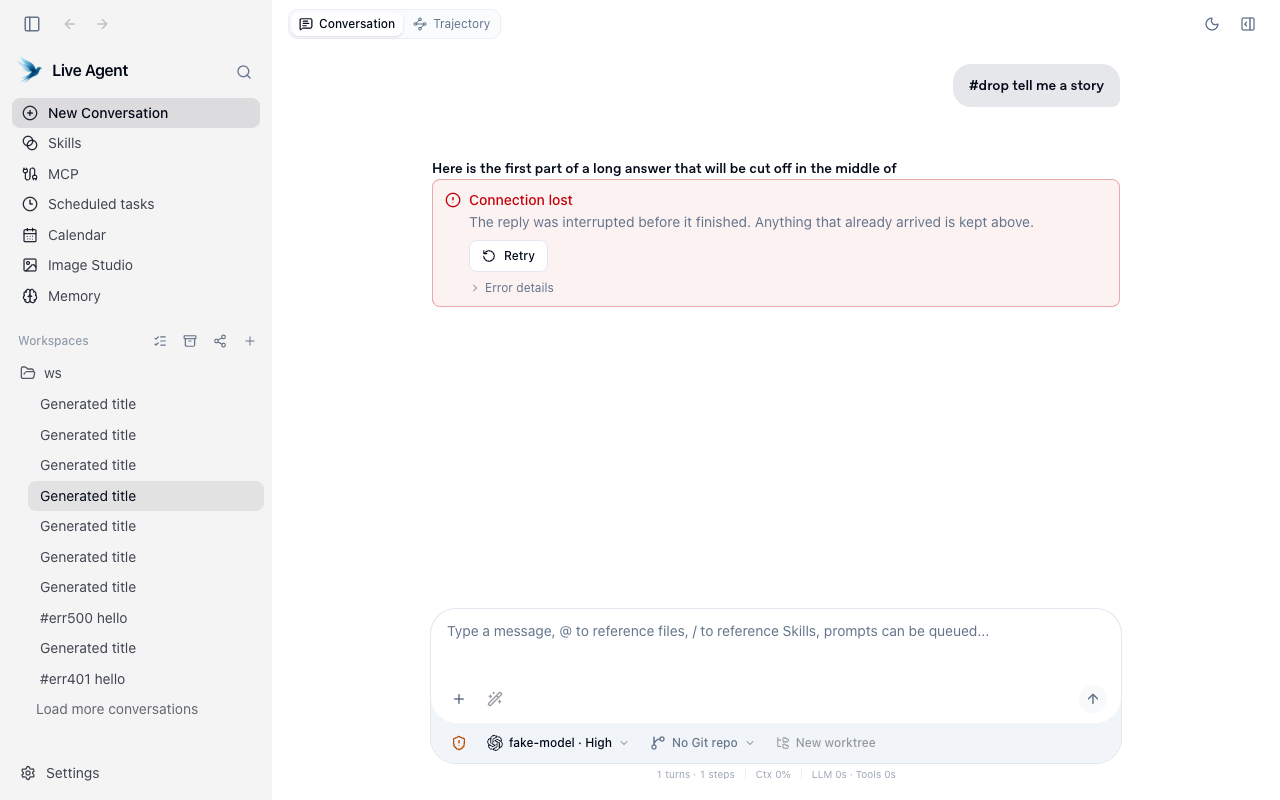 Conversation
Trajectory
Live Agent
New Conversation
Skills
MCP
Scheduled tasks
Calendar
Image Studio
Memory
Workspaces
ws
Generated title
Generated title
Generated title
Generated title
Generated title
Generated title
Generated title
#err500 hello
Generated title
#err401 hello
Load more conversations
Settings
#drop tell me a story
Here is the first part of a long answer that will be cut off in the middle of
Connection lost
The reply was interrupted before it finished. Anything that already arrived is kept above.
Retry
Error details
Type a message, @ to reference files, / to reference Skills, prompts can be queued...
fake-model · High
No Git repo
New worktree
1 turns · 1 steps
Ctx 0%
LLM 0s · Tools 0s